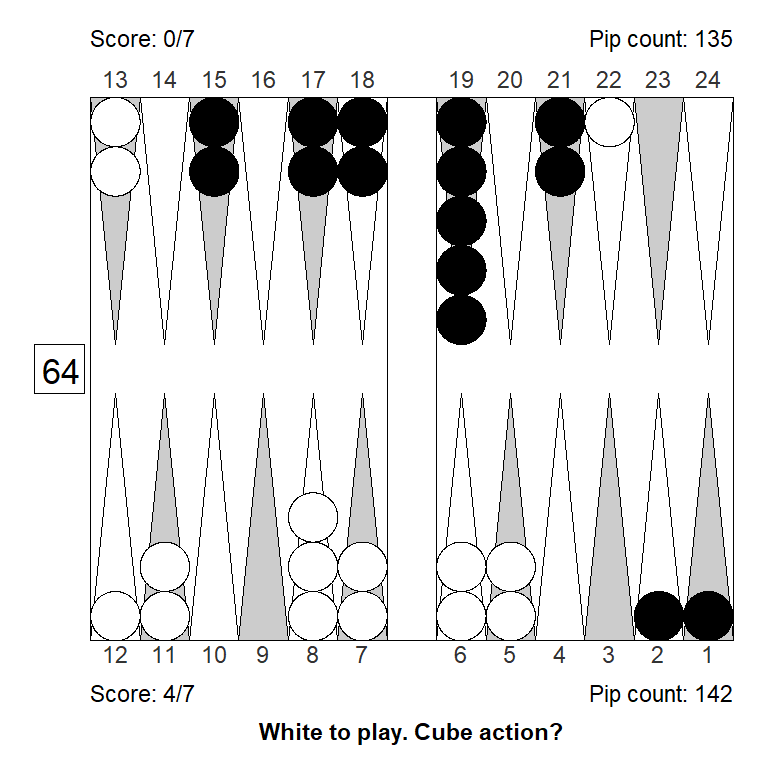 Score: 0/7 Pip count: 135
13 14 15 16 17 18 19 20 21 22 23 24
64
12 11 10 9 8 7 6 5 4 3 2 1
Score: 4/7 Pip count: 142
White to play. Cube action?